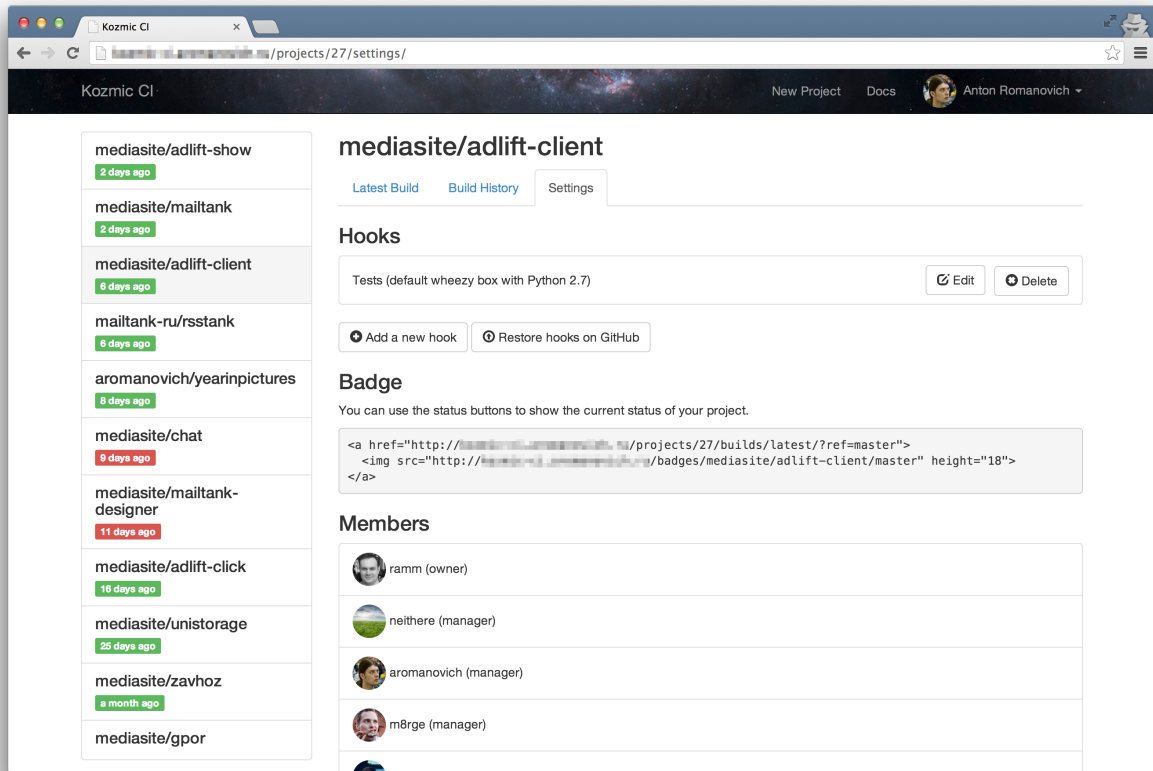 Kozmic CI
/projects/27/settings/
Kozmic CI
New Project
Docs
Anton Romanovich
mediasite/adlift-show
2 days ago
mediasite/mailtank
2 days ago
mediasite/adlift-client
6 days ago
mailtank-ru/rsstank
6 days ago
aromanovich/yearinpictures
8 days ago
mediasite/chat
9 days ago
mediasite/mailtank-
designer
11 days ago
mediasite/adlift-click
16 days ago
mediasite/unistorage
25 days ago
mediasite/zavhoz
a month ago
mediasite/gpor
mediasite/adlift-client
Latest Build
Build History
Settings
Hooks
Tests (default wheezy box with Python 2.7)
Edit
Delete
Add a new hook
Restore hooks on GitHub
Badge
You can use the status buttons to show the current status of your project.
<a href="http:///projects/27/builds/latest/?ref=master">
<img src="http:///badges/mediasite/adlift-client/master" height="18">
</a>
Members
ramm (owner)
neithere (manager)
aromanovich (manager)
m8rge (manager)